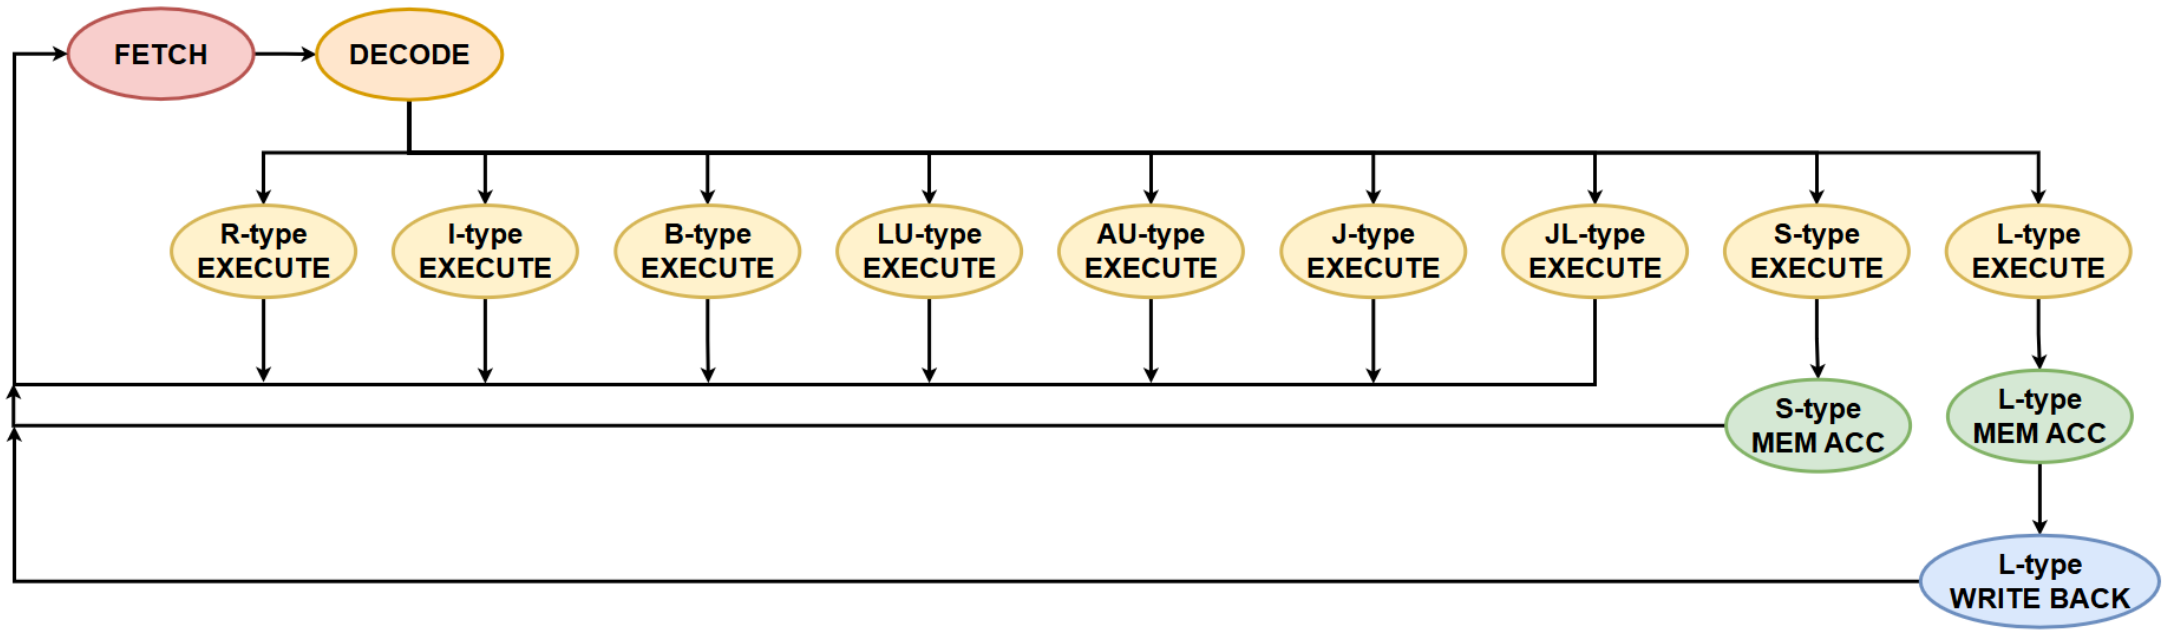 FETCH
DECODE
R-type
EXECUTE
I-type
EXECUTE
B-type
EXECUTE
LU-type
EXECUTE
AU-type
EXECUTE
J-type
EXECUTE
JL-type
EXECUTE
S-type
EXECUTE
L-type
EXECUTE
S-type
MEM ACC
L-type
MEM ACC
L-type
WRITE BACK